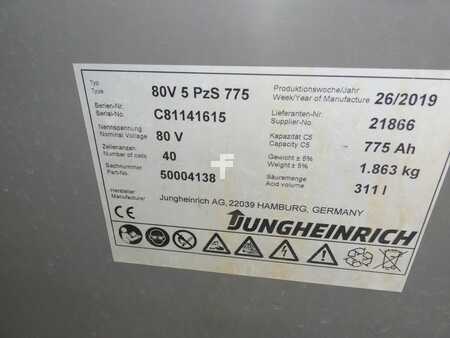 Typ
Type
80V 5 PzS 775
Produktionswoche/Jahr
Week/Year of Manufacture
26/2019
Serien-Nr.
Serial-No.
C81141615
Lieferanten-Nr.
Supplier-No.
21866
Nennspannung
Nominal Voltage
80 V
Kapazität C5
Capacity C5
775 Ah
Zellenanzahl
Number of cells
40
Gewicht ± 5%
Weight ± 5%
1.863 kg
Sachnummer
Part-No.
50004138
Säuremenge
Acid volume
311 l
Hersteller
Manufacturer
Jungheinrich, 22039 HAMBURG, GERMANY
CE
JUNGHEINRICH